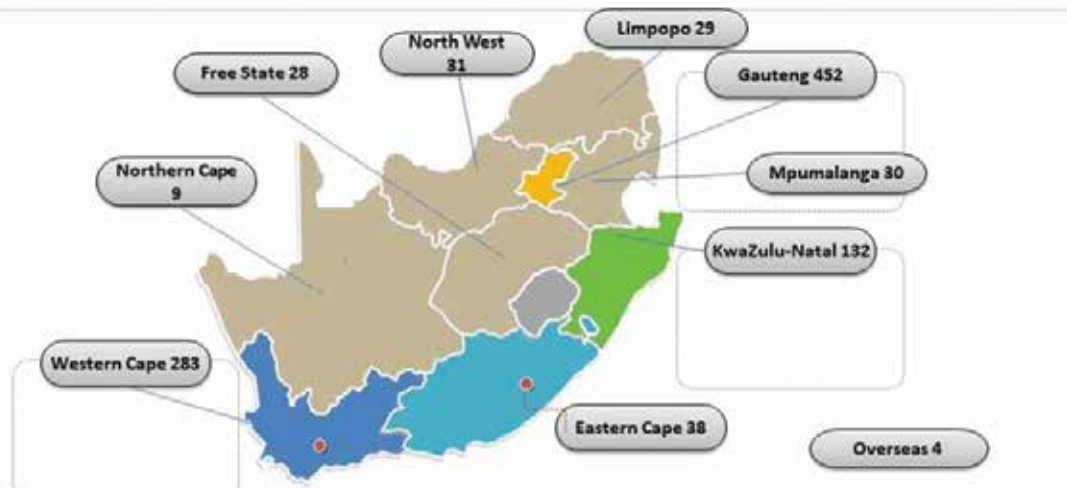 Limpopo 29
North West
31
Gauteng 452
Free State 28
Northern Cape
9
Mpumalanga 30
KwaZulu-Natal 132
Western Cape 283
Eastern Cape 38
Overseas 4